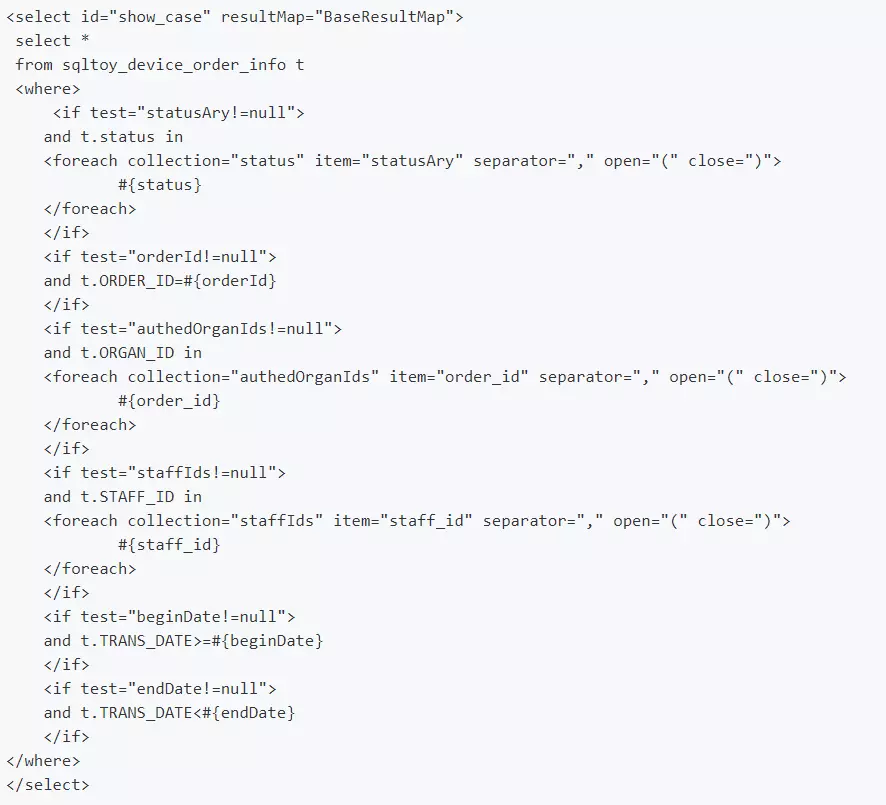 <select id="show_case" resultMap="BaseResultMap">
 select *
 from sqltoy_device_order_info t
 <where>
     <if test="statusAry!=null">
    and t.status in
    <foreach collection="status" item="statusAry" separator="," open="(" close=")">
            #{status}
    </foreach>
    </if>
    <if test="orderId!=null">
    and t.ORDER_ID=#{orderId}
    </if>
    <if test="authedOrganIds!=null">
    and t.ORGAN_ID in
    <foreach collection="authedOrganIds" item="order_id" separator="," open="(" close=")">
            #{order_id}
    </foreach>
    </if>
    <if test="staffIds!=null">
    and t.STAFF_ID in
    <foreach collection="staffIds" item="staff_id" separator="," open="(" close=")">
            #{staff_id}
    </foreach>
    </if>
    <if test="beginDate!=null">
    and t.TRANS_DATE>=#{beginDate}
    </if>
    <if test="endDate!=null">
    and t.TRANS_DATE<#{endDate}
    </if>
</where>
</select>